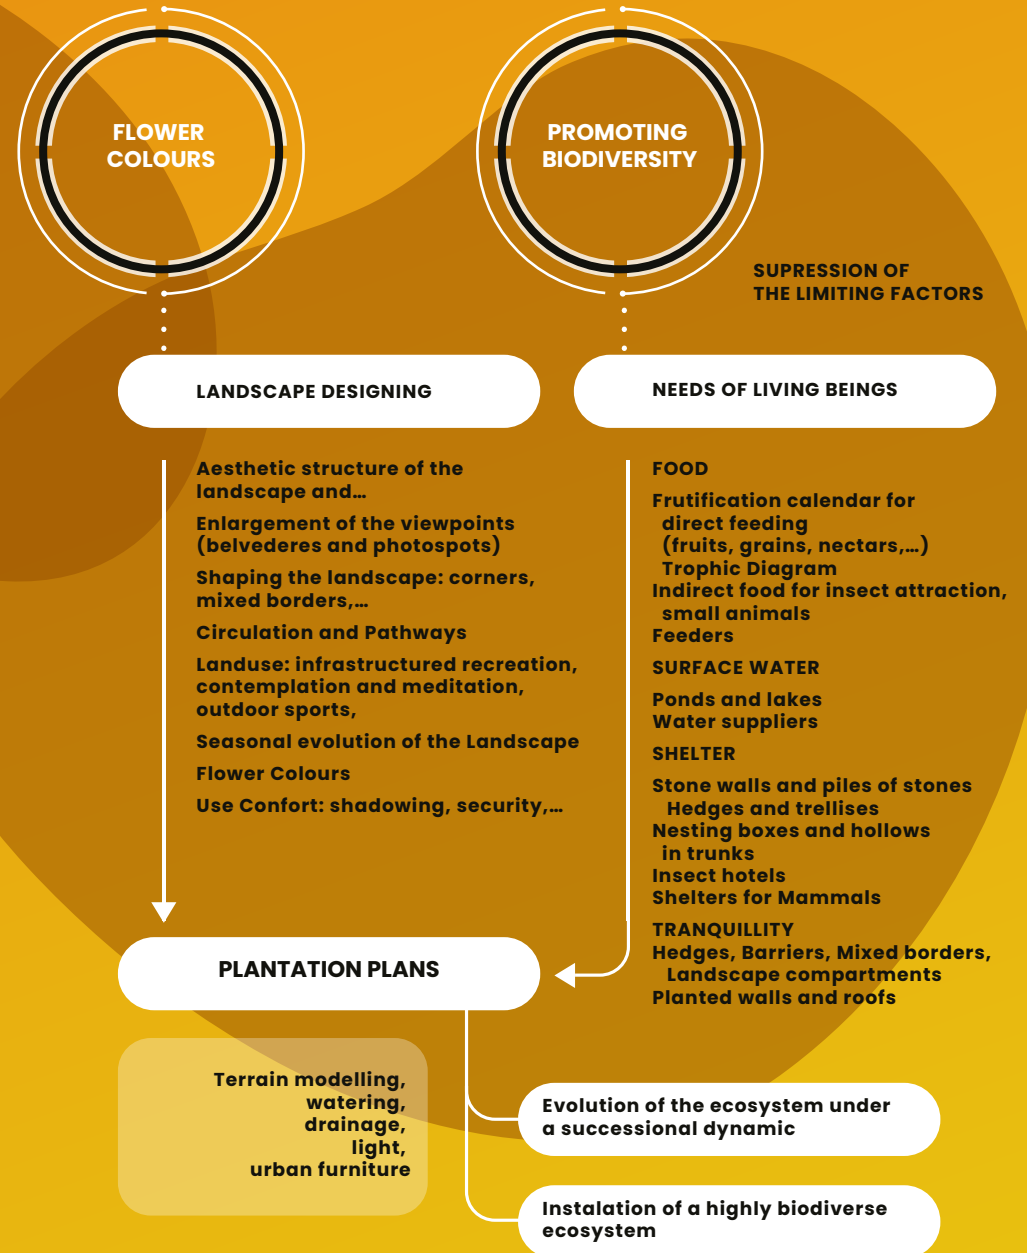 FLOWER
COLOURS
PROMOTING
BIODIVERSITY
SUPRESSION OF
THE LIMITING FACTORS
LANDSCAPE DESIGNING
Aesthetic structure of the
landscape and...
Enlargement of the viewpoints
(belvederes and photospots)
Shaping the landscape: corners,
mixed borders,...
Circulation and Pathways
Landuse: infrastructured recreation,
contemplation and meditation,
outdoor sports,
Seasonal evolution of the Landscape
Flower Colours
Use Confort: shadowing, security,...
NEEDS OF LIVING BEINGS
FOOD
Frutification calendar for
direct feeding
(fruits, grains, nectars,...)
Trophic Diagram
Indirect food for insect attraction,
small animals
Feeders
SURFACE WATER
Ponds and lakes
Water suppliers
SHELTER
Stone walls and piles of stones
Hedges and trellises
Nesting boxes and hollows
in trunks
Insect hotels
Shelters for Mammals
TRANQUILLITY
Hedges, Barriers, Mixed borders,
Landscape compartments
Planted walls and roofs
PLANTATION PLANS
Terrain modelling,
watering,
drainage,
light,
urban furniture
Evolution of the ecosystem under
a successional dynamic
Instalation of a highly biodiverse
ecosystem